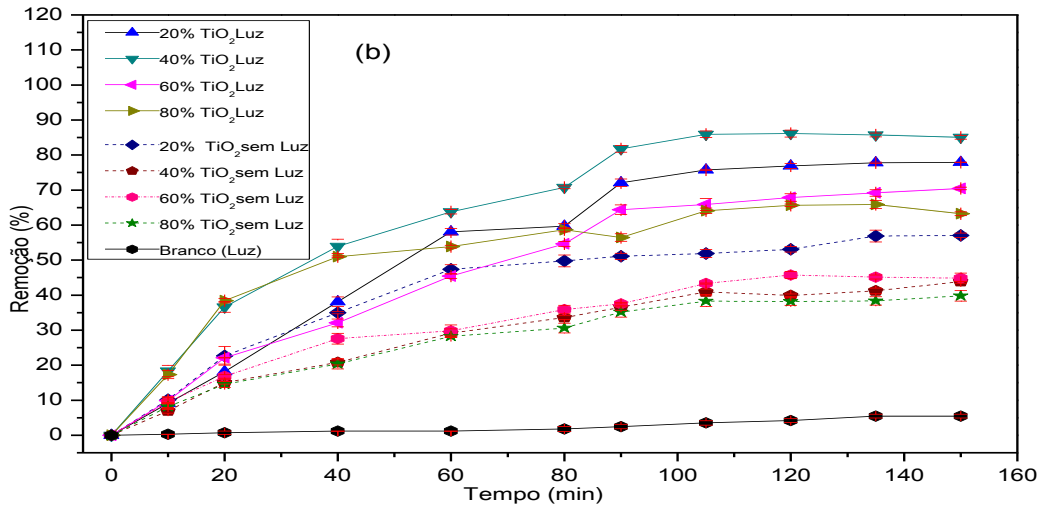 120
110
100
90
80
70
60
50
40
30
20
10
0
Remoção (%)
(b)
20% TiO2Luz
40% TiO2Luz
60% TiO2Luz
80% TiO2Luz
20% TiO2sem Luz
40% TiO2sem Luz
60% TiO2sem Luz
80% TiO2sem Luz
Branco (Luz)
0 20 40 60 80 100 120 140 160
Tempo (min)